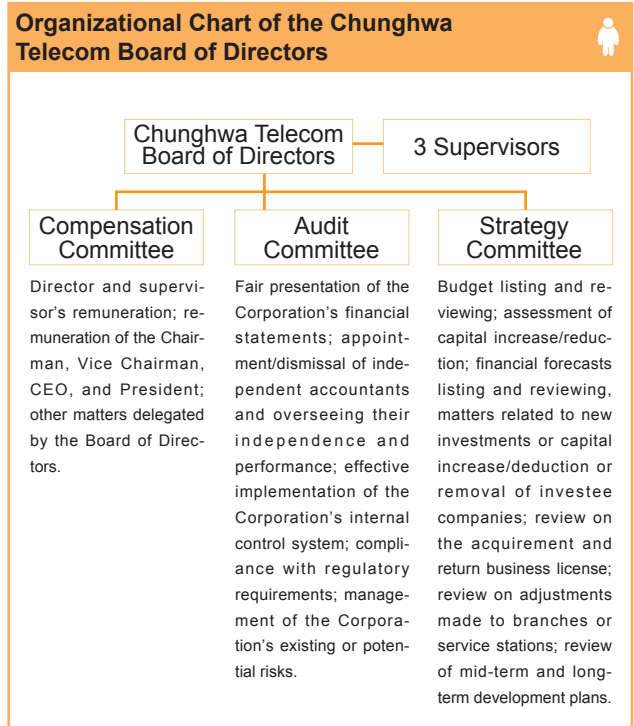 Organizational Chart of the Chunghwa
Telecom Board of Directors
Chunghwa Telecom
Board of Directors
3 Supervisors
Compensation
Committee
Director and supervi-
sor's remuneration; re-
muneration of the Chair-
man, Vice Chairman,
CEO, and President;
other matters delegated
by the Board of Direc-
tors.
Audit
Committee
Fair presentation of the
Corporation's financial
statements; appoint-
ment/dismissal of inde-
pendent accountants
and overseeing their
independence and
performance; effective
implementation of the
Corporation's internal
control system; compli-
ance with regulatory
requirements; manage-
ment of the Corpora-
tion's existing or poten-
tial risks.
Strategy
Committee
Budget listing and re-
viewing; assessment of
capital increase/reduc-
tion; financial forecasts
listing and reviewing,
matters related to new
investments or capital
increase/deduction or
removal of investee
companies; review on
the acquirement and
return business license;
review on adjustments
made to branches or
service stations; review
of mid-term and long-
term development plans.